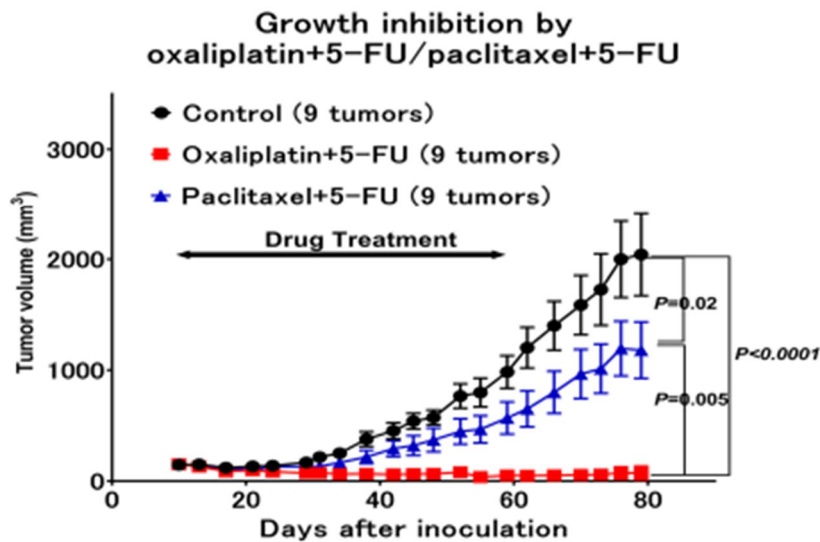 Growth inhibition by
oxaliplatin+5-FU/paclitaxel+5-FU
Control (9 tumors)
Oxaliplatin+5-FU (9 tumors)
Paclitaxel+5-FU (9 tumors)
Drug Treatment
Tumor volume (mm³)
3000
2000
1000
0
P=0.02
P<0.0001
P=0.005
0 20 40 60 80
Days after inoculation